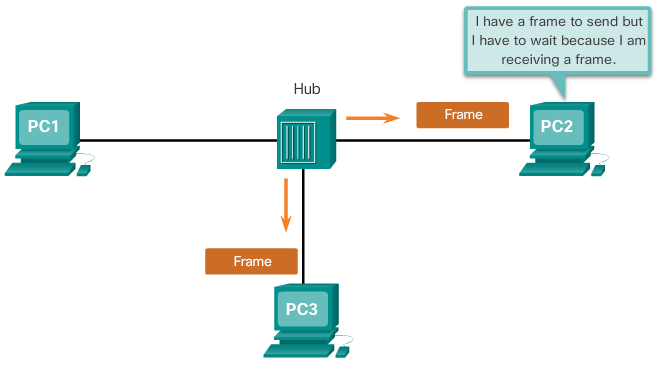 I have a frame to send but
I have to wait because I am
receiving a frame.
Hub
PC1
Frame
PC2
Frame
PC3